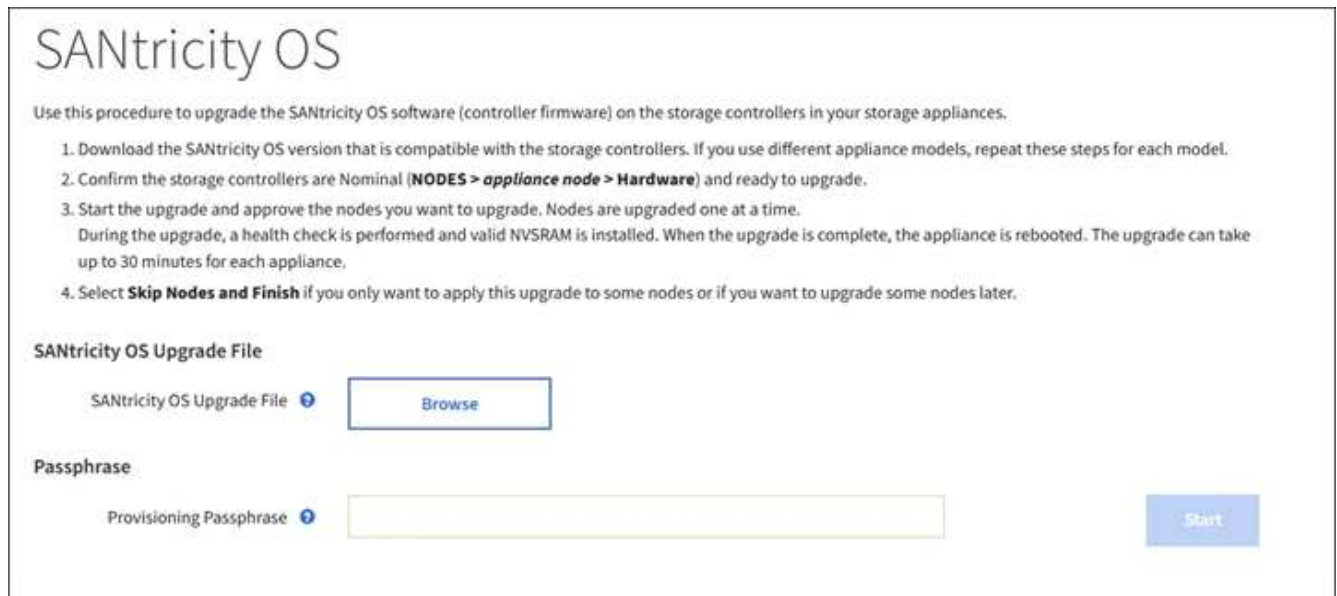 SANtricity OS
Use this procedure to upgrade the SANtricity OS software (controller firmware) on the storage controllers in your storage appliances.
1. Download the SANtricity OS version that is compatible with the storage controllers. If you use different appliance models, repeat these steps for each model.
2. Confirm the storage controllers are Nominal (NODES > appliance node > Hardware) and ready to upgrade.
3. Start the upgrade and approve the nodes you want to upgrade. Nodes are upgraded one at a time.
During the upgrade, a health check is performed and valid NVSRAM is installed. When the upgrade is complete, the appliance is rebooted. The upgrade can take
up to 30 minutes for each appliance.
4. Select Skip Nodes and Finish if you only want to apply this upgrade to some nodes or if you want to upgrade some nodes later.
SANtricity OS Upgrade File
SANtricity OS Upgrade File ? Browse
Passphrase
Provisioning Passphrase ? Start